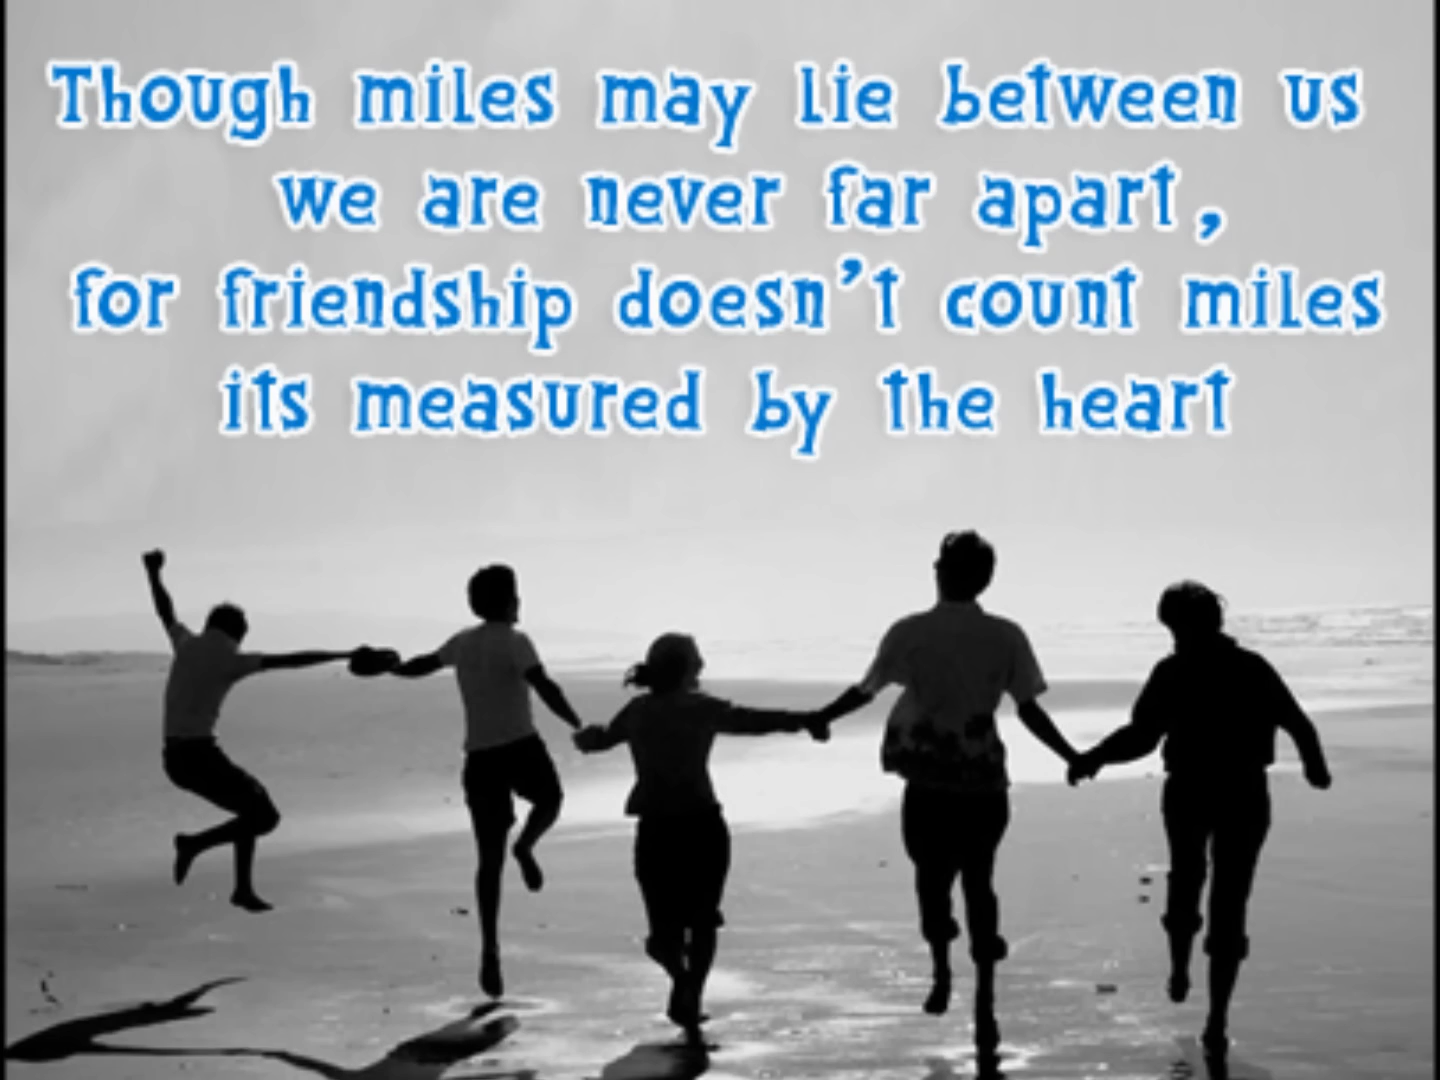 Though miles may lie between us
we are never far apart,
for friendship doesn't count miles
its measured by the heart